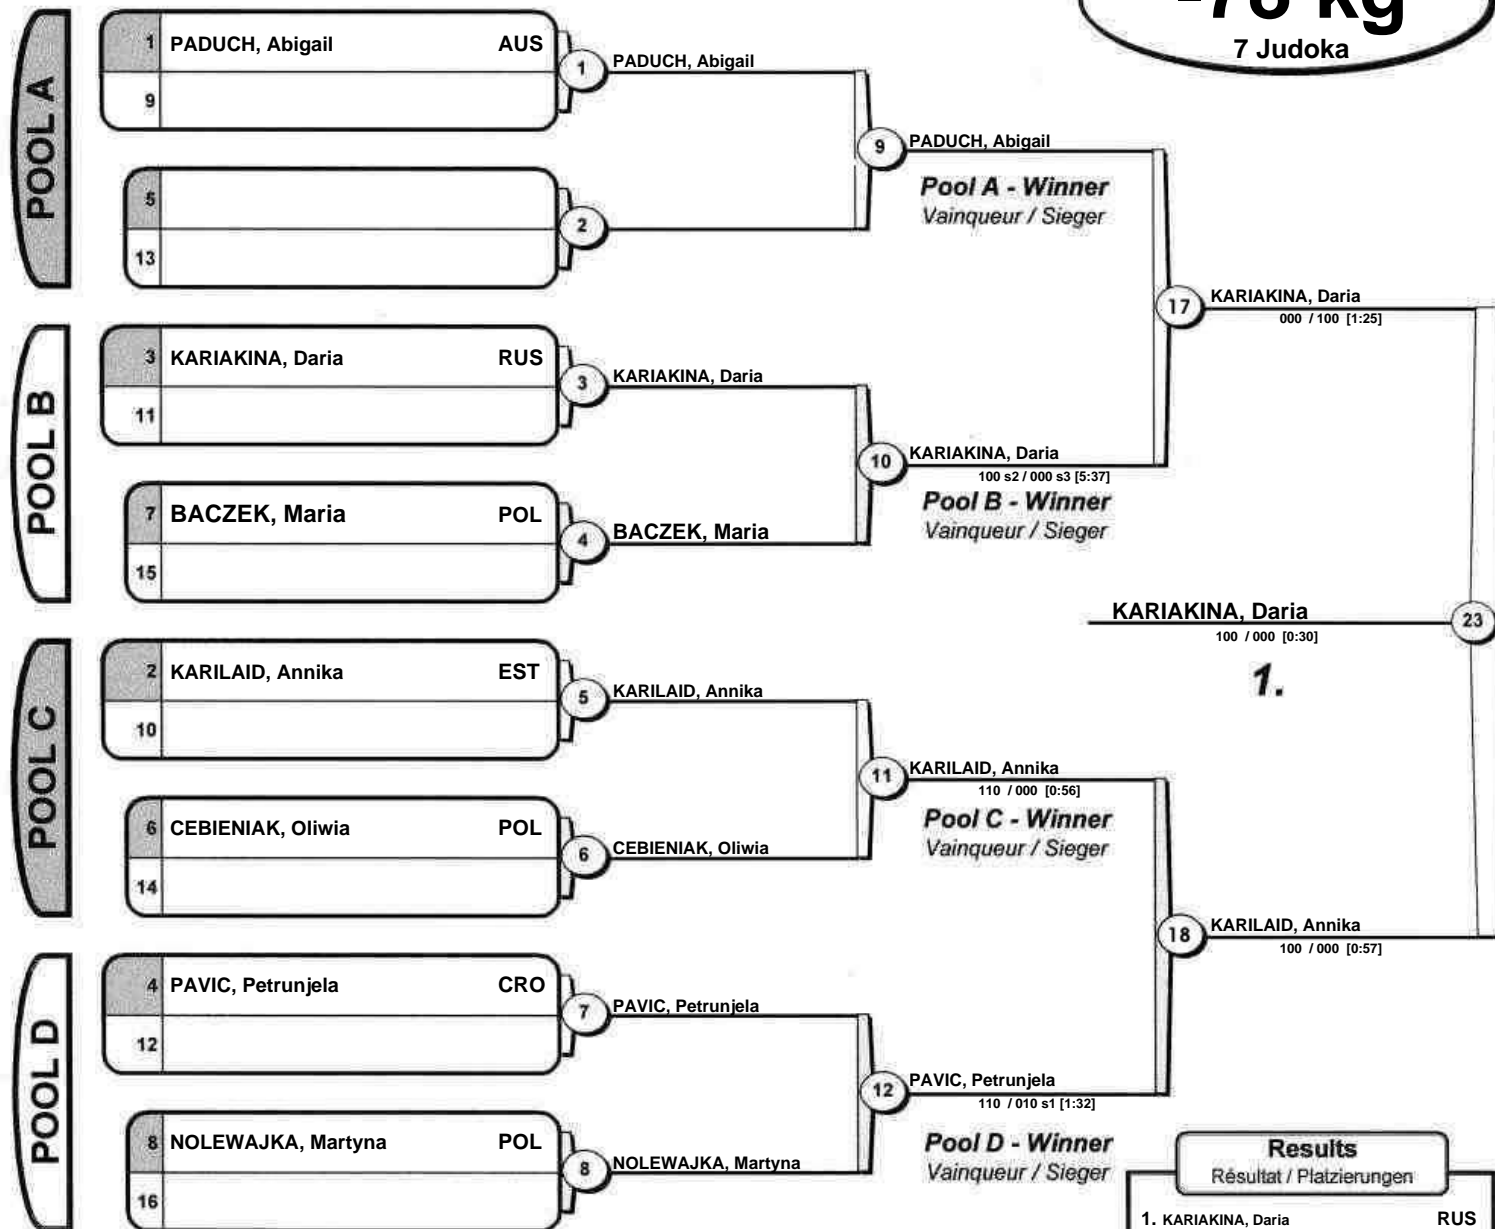 -78 kg
7 Judoka
POOL A
1 PADUCH, Abigail AUS
9
1 PADUCH, Abigail
5
13
2
9 PADUCH, Abigail
Pool A - Winner
Vainqueur / Sieger
POOL B
3 KARIAKINA, Daria RUS
11
3 KARIAKINA, Daria
7 BACZEK, Maria POL
15
4 BACZEK, Maria
10 KARIAKINA, Daria
100 s2 / 000 s3 [5:37]
Pool B - Winner
Vainqueur / Sieger
17 KARIAKINA, Daria
000 / 100 [1:25]
KARIAKINA, Daria 23
100 / 000 [0:30]
1.
POOL C
2 KARILAID, Annika EST
10
5 KARILAID, Annika
6 CEBIENIAK, Oliwia POL
14
6 CEBIENIAK, Oliwia
11 KARILAID, Annika
110 / 000 [0:56]
Pool C - Winner
Vainqueur / Sieger
18 KARILAID, Annika
100 / 000 [0:57]
POOL D
4 PAVIC, Petrunjela CRO
12
7 PAVIC, Petrunjela
8 NOLEWAJKA, Martyna POL
16
8 NOLEWAJKA, Martyna
12 PAVIC, Petrunjela
110 / 010 s1 [1:32]
Pool D - Winner
Vainqueur / Sieger
Results
Résultat / Platzierungen
1. KARIAKINA, Daria RUS